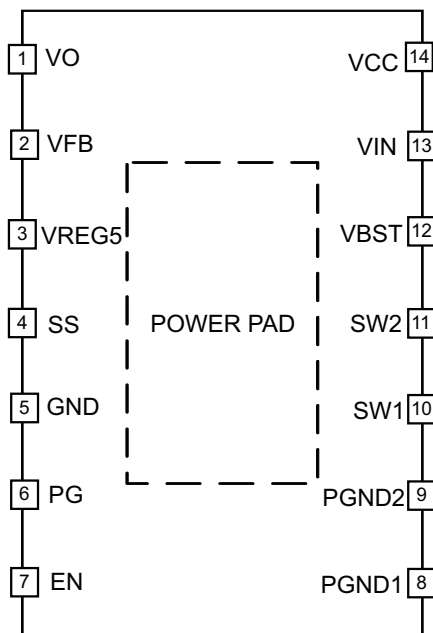 1 VO
VCC 14
2 VFB
VIN 13
3 VREG5
VBST 12
4 SS
POWER PAD
SW2 11
5 GND
SW1 10
6 PG
PGND2 9
7 EN
PGND1 8